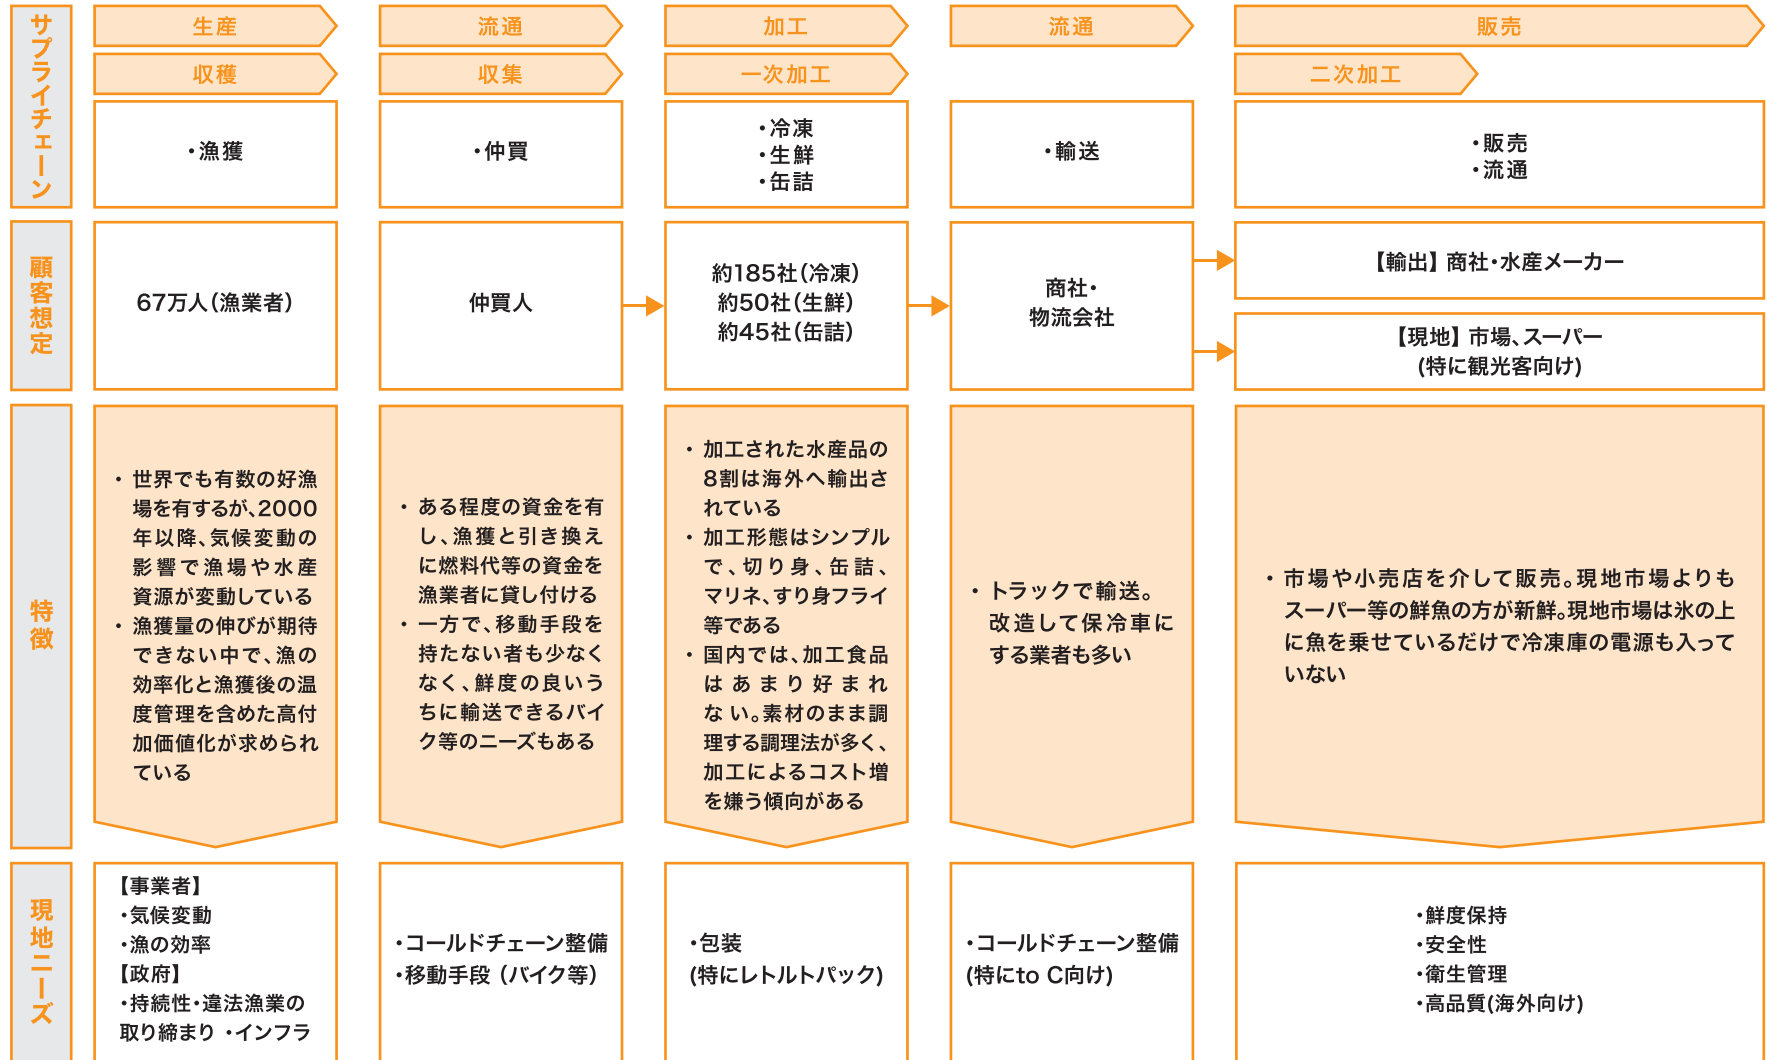 サプライチェーン
生産
流通
加工
流通
販売
収穫
収集
一次加工
二次加工
・漁獲
・仲買
・冷凍
・生鮮
・缶詰
・輸送
・販売
・流通
顧客想定
67万人（漁業者）
仲買人
約185社（冷凍）
約50社（生鮮）
約45社（缶詰）
商社・
物流会社
【輸出】商社・水産メーカー
【現地】市場、スーパー
(特に観光客向け)
特徴
・世界でも有数の好漁
場を有するが、2000
年以降、気候変動の
影響で漁場や水産
資源が変動している
・漁獲量の伸びが期待
できない中で、漁の
効率化と漁獲後の温
度管理を含めた高付
加価値化が求められ
ている
・ある程度の資金を有
し、漁獲と引き換え
に燃料代等の資金を
漁業者に貸し付ける
・一方で、移動手段を
持たない者も少なく
なく、鮮度の良いう
ちに輸送できるバイ
ク等のニーズもある
・加工された水産品の
8割は海外へ輸出さ
れている
・加工形態はシンプル
で、切り身、缶詰、
マリネ、すり身フライ
等である
・国内では、加工食品
はあまり好まれ
ない。素材のまま調
理する調理法が多く、
加工によるコスト増
を嫌う傾向がある
・トラックで輸送。
改造して保冷車に
する業者も多い
・市場や小売店を介して販売。現地市場よりも
スーパー等の鮮魚の方が新鮮。現地市場は氷の上
に魚を乗せているだけで冷凍庫の電源も入って
いない
現地ニーズ
【事業者】
・気候変動
・漁の効率
【政府】
・持続性・違法漁業の
取り締まり ・インフラ
・コールドチェーン整備
・移動手段（バイク等）
・包装
(特にレトルトパック)
・コールドチェーン整備
(特にto C向け)
・鮮度保持
・安全性
・衛生管理
・高品質(海外向け)